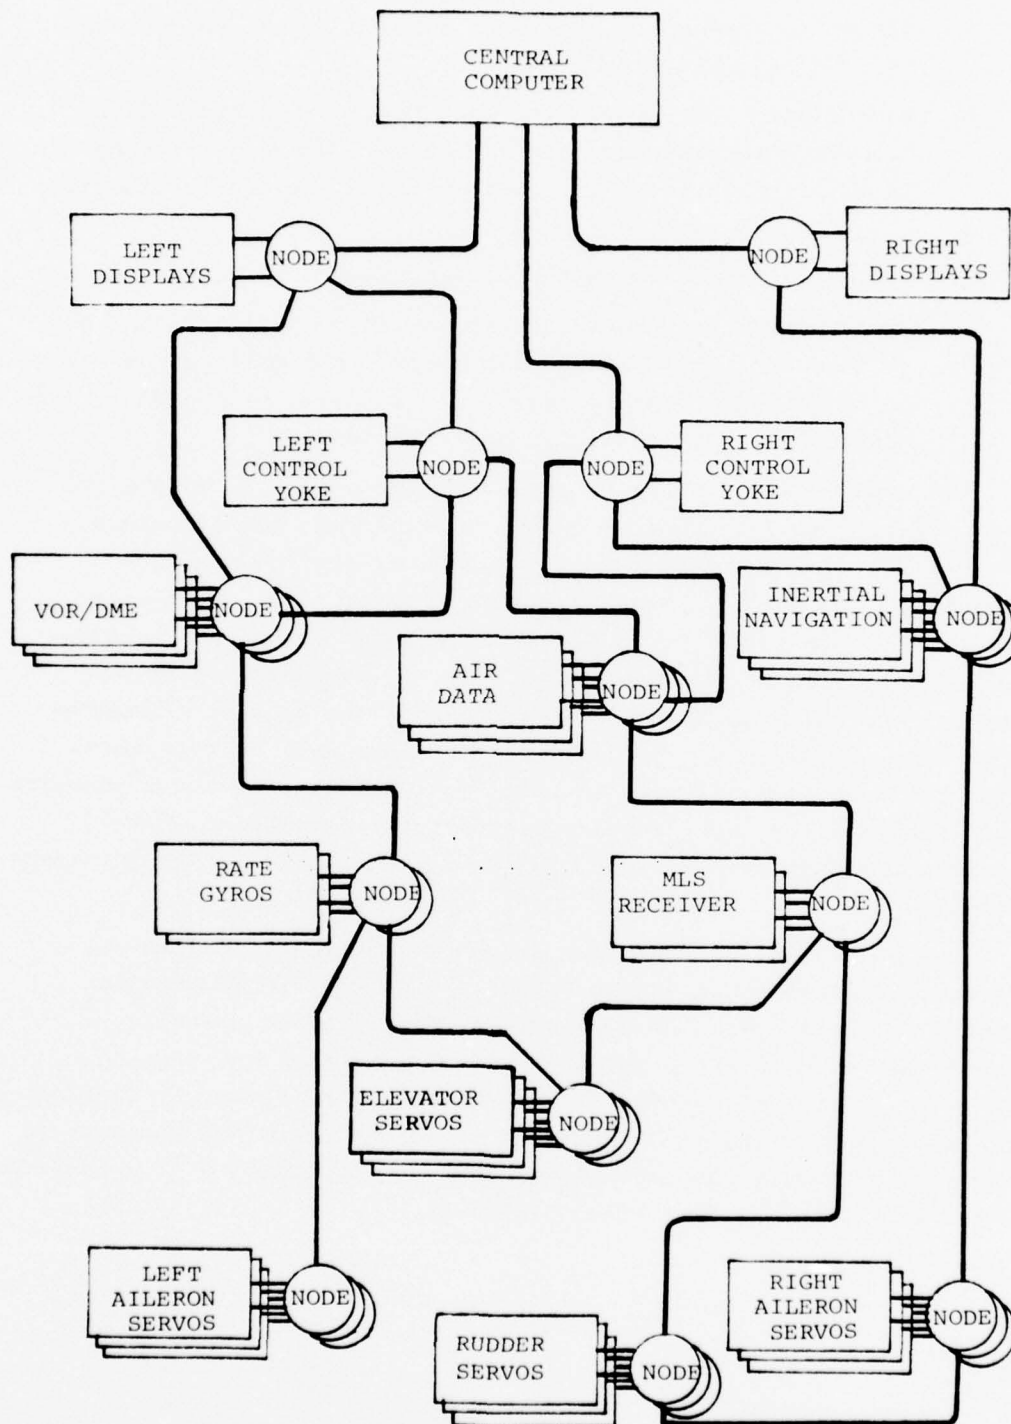 CENTRAL
COMPUTER
LEFT
DISPLAYS
NODE
NODE
RIGHT
DISPLAYS
LEFT
CONTROL
YOKE
NODE
NODE
RIGHT
CONTROL
YOKE
VOR/DME
NODE
AIR
DATA
NODE
INERTIAL
NAVIGATION
NODE
RATE
GYROS
NODE
MLS
RECEIVER
NODE
ELEVATOR
SERVOS
NODE
LEFT
AILERON
SERVOS
NODE
RUDDER
SERVOS
NODE
RIGHT
AILERON
SERVOS
NODE